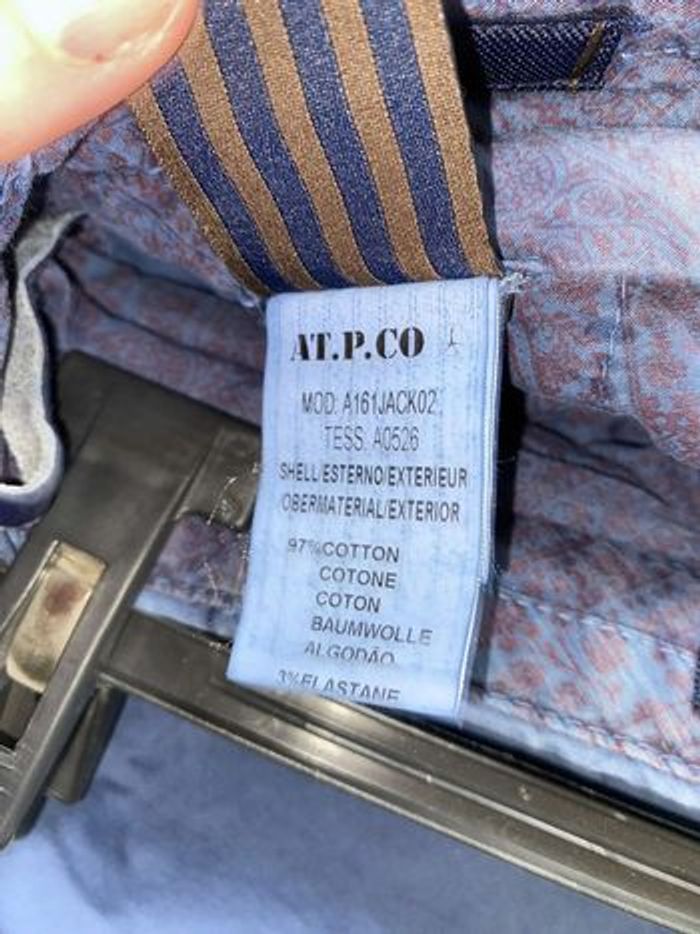 AT.P.CO
MOD: A161JACK02
TESS. A0526
SHELL/ESTERNO/EXTERIEUR
OBERMATERIAL/EXTERIOR
97%COTTON
COTONE
COTON
BAUMWOLLE
ALGODÃO
3%ELASTANE